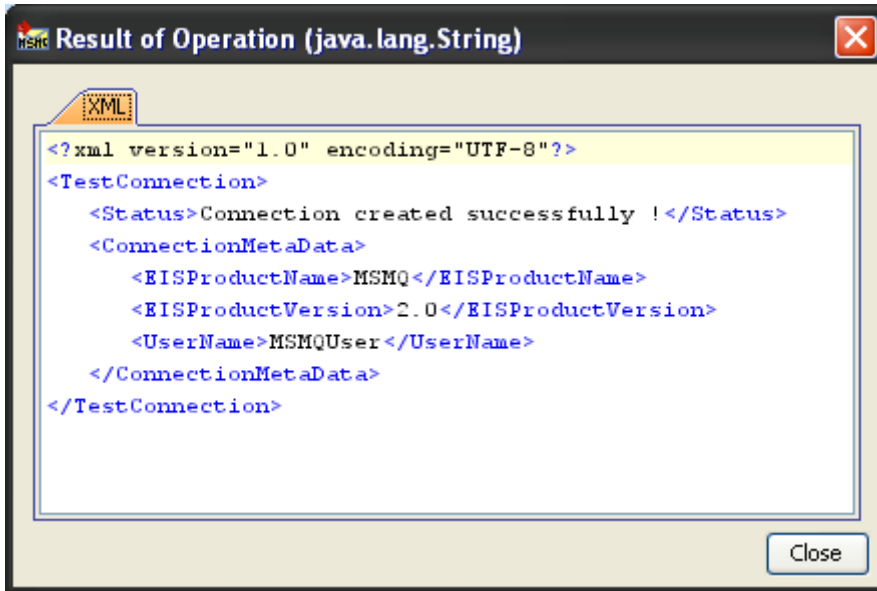 Result of Operation (java.lang.String)
XML
<?xml version="1.0" encoding="UTF-8"?>
<TestConnection>
<Status>Connection created successfully !</Status>
<ConnectionMetaData>
<EISProductName>MSMQ</EISProductName>
<EISProductVersion>2.0</EISProductVersion>
<UserName>MSMQUser</UserName>
</ConnectionMetaData>
</TestConnection>
Close